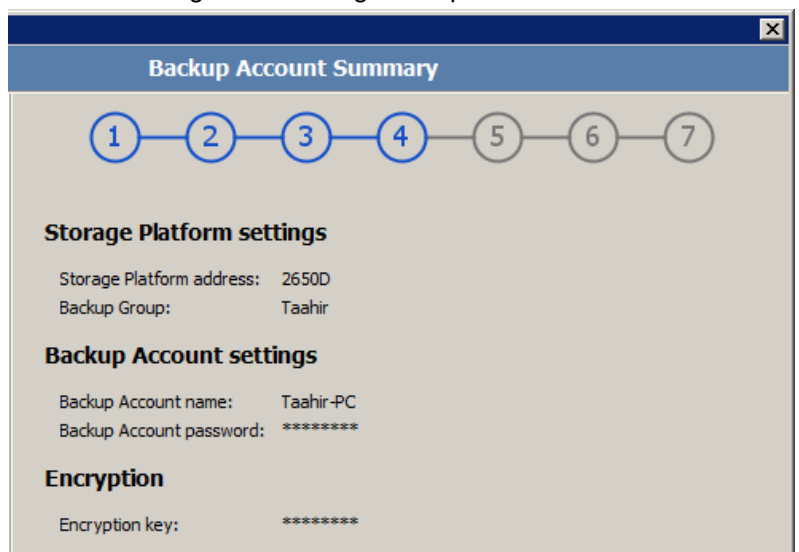 Backup Account Summary
1 2 3 4 5 6 7
Storage Platform settings
Storage Platform address: 2650D
Backup Group: Taahir
Backup Account settings
Backup Account name: Taahir-PC
Backup Account password: ********
Encryption
Encryption key: ********